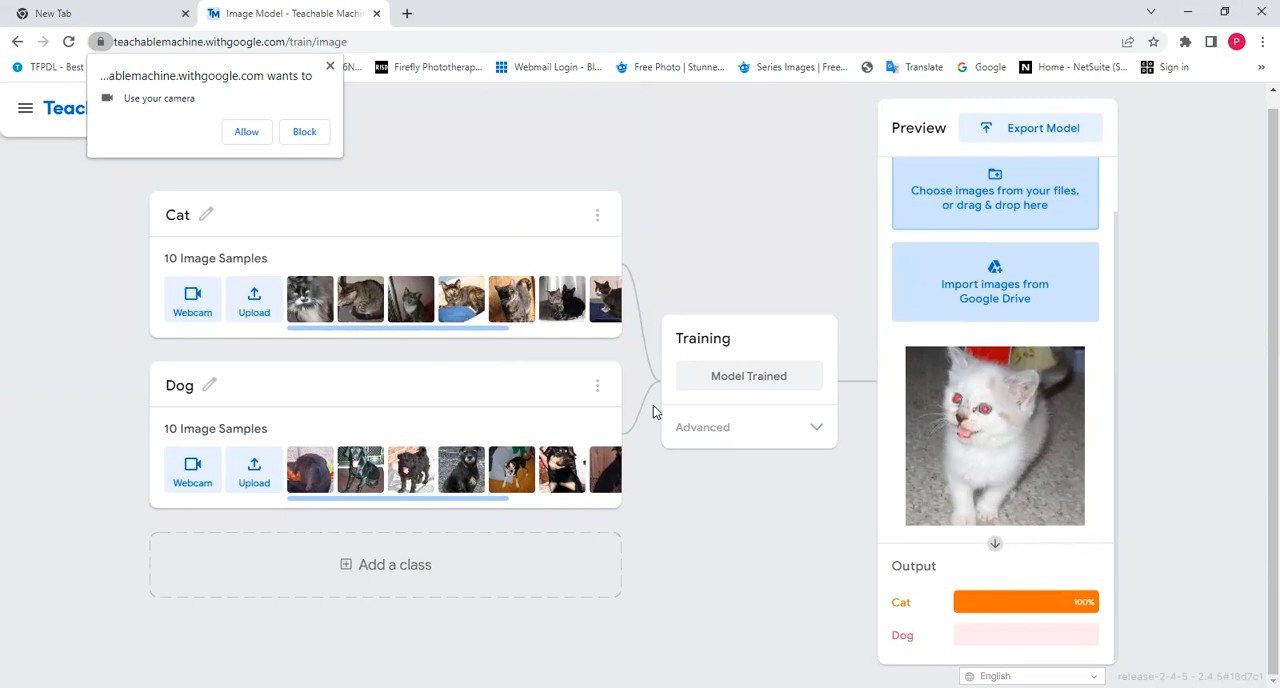 New Tab
Image Model - Teachable Machin
teachablemachine.withgoogle.com/train/image
P
TFPDL - Best
6N...
RISD
Firefly Phototherap...
Webmail Login - Bl...
Free Photo | Stunne...
Series Images | Free...
Translate
Google
N
Home - NetSuite (S...
Sign in
»
...ablemachine.withgoogle.com wants to
Use your camera
Allow
Block
Teac
Cat
10 Image Samples
Webcam
Upload
Dog
10 Image Samples
Webcam
Upload
Add a class
Training
Model Trained
Advanced
Preview
Export Model
Choose images from your files,
or drag & drop here
Import images from
Google Drive
Output
Cat
100%
Dog
English
release-2-4-5 - 2.4.5#18d7c1